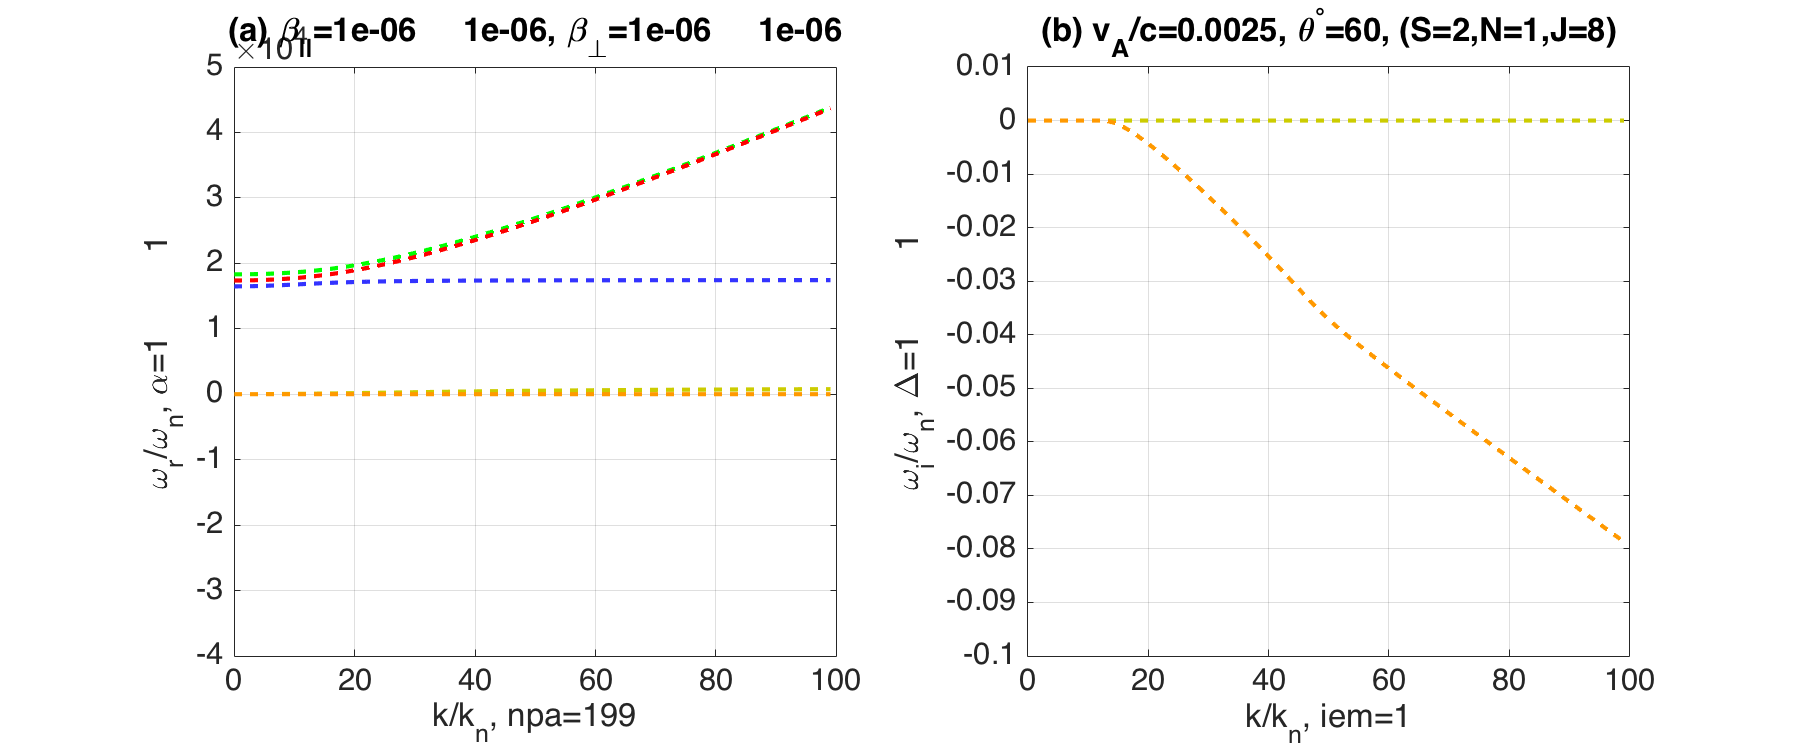 (a) β∥=1e-06 1e-06, β⊥=1e-06 1e-06
×10⁴
5
4
3
2
1
0
-1
-2
-3
-4
0 20 40 60 80 100
k/kₙ, npa=199
ωᵣ/ωₙ, α=1 1
(b) v_A/c=0.0025, θ°=60, (S=2,N=1,J=8)
0.01
0
-0.01
-0.02
-0.03
-0.04
-0.05
-0.06
-0.07
-0.08
-0.09
-0.1
0 20 40 60 80 100
k/kₙ, iem=1
ωᵢ/ωₙ, Δ=1 1